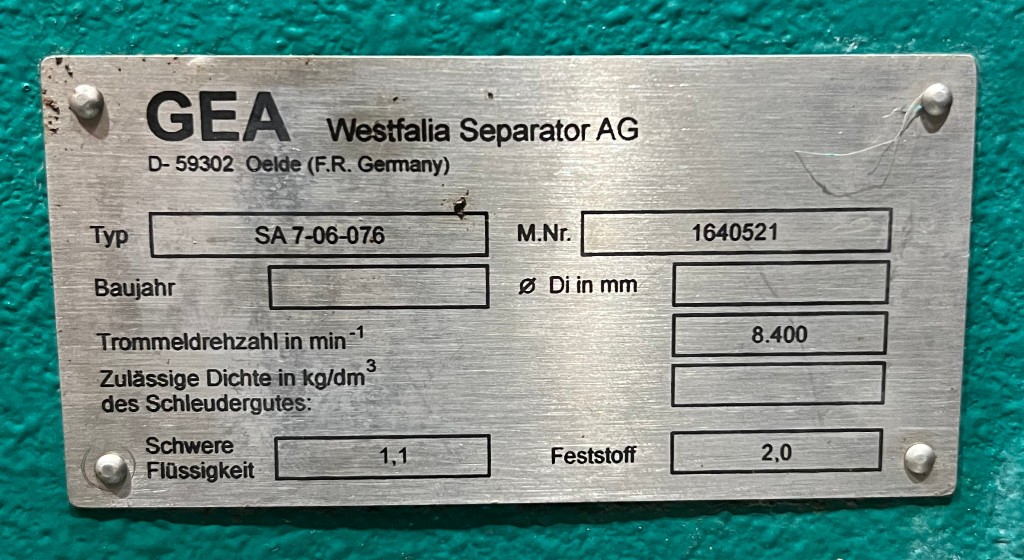 GEA Westfalia Separator AG
D- 59302 Oelde (F.R. Germany)
Typ SA 7-06-076 M.Nr. 1640521
Baujahr ø Di in mm
Trommeldrehzahl in min-1 8.400
Zulässige Dichte in kg/dm3
des Schleudergutes:
Schwere
Flüssigkeit 1,1 Feststoff 2,0